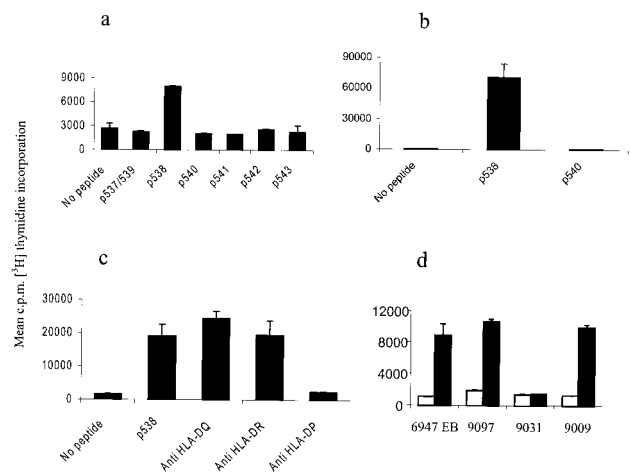 a
9000
6000
3000
0
No peptide
p537/539
p538
p540
p541
p542
p543
b
90000
60000
30000
0
No peptide
p538
p540
Mean c.p.m. [³H] thymidine incorporation
c
30000
20000
10000
0
No peptide
p538
Anti HLA-DQ
Anti HLA-DR
Anti HLA-DP
d
12000
8000
4000
0
6947 EB
9097
9031
9009